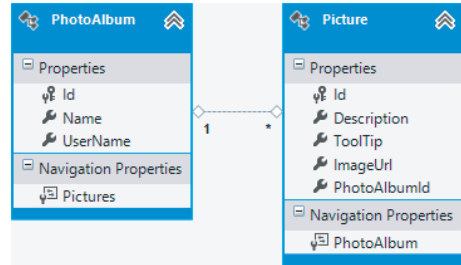 PhotoAlbum
Properties
Id
Name
UserName
Navigation Properties
Pictures
1
*
Picture
Properties
Id
Description
ToolTip
ImageUrl
PhotoAlbumId
Navigation Properties
PhotoAlbum